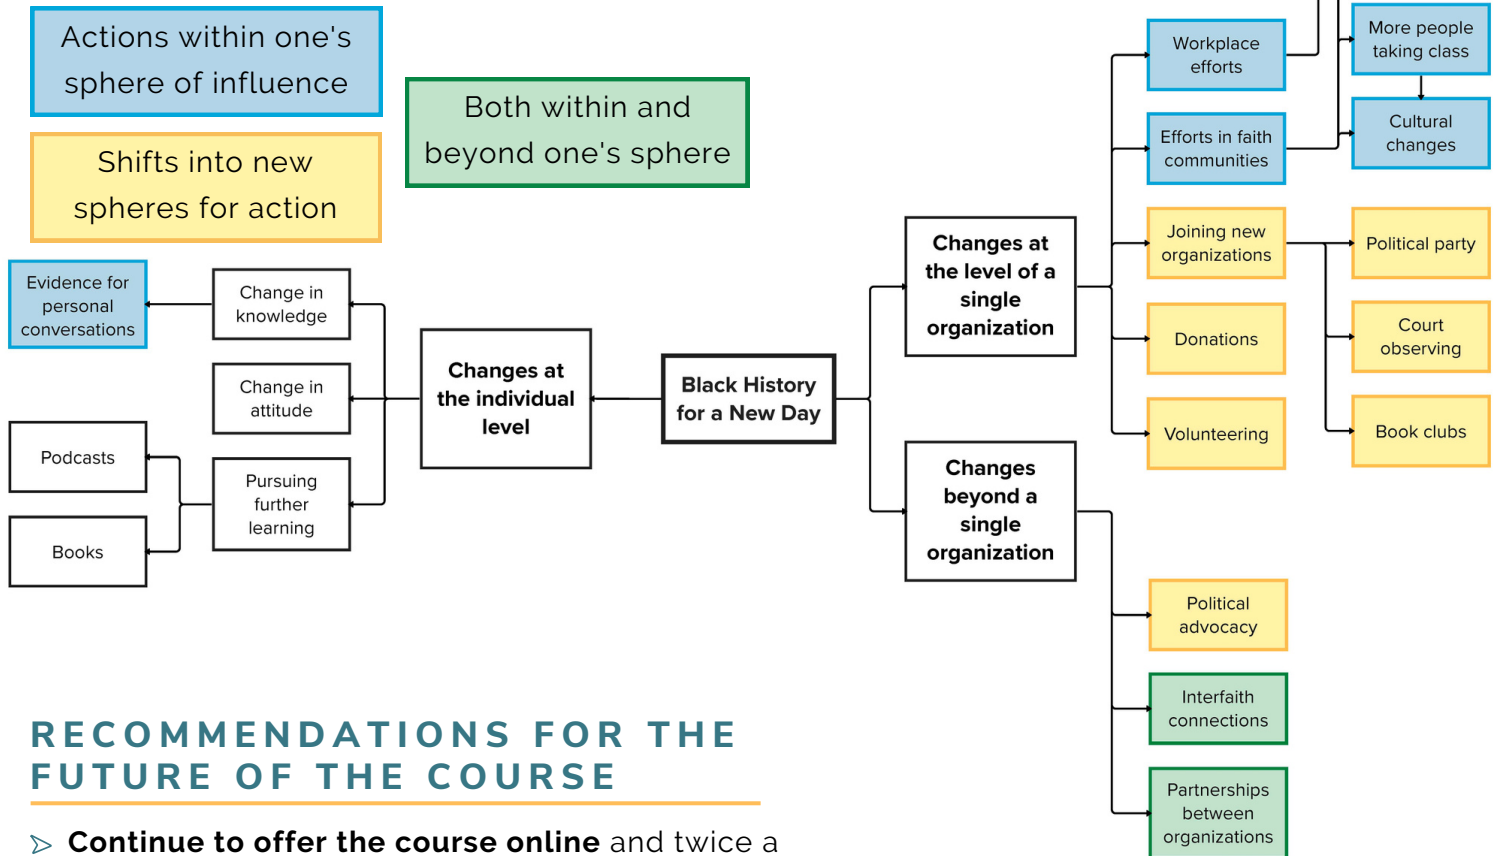 Actions within one's
sphere of influence
Both within and
beyond one's sphere
Shifts into new
spheres for action
Evidence for
personal
conversations
Change in
knowledge
Change in
attitude
Podcasts
Pursuing
further
learning
Books
Changes at
the individual
level
Black History
for a New Day
Changes at
the level of a
single
organization
Changes
beyond a
single
organization
Workplace
efforts
More people
taking class
Efforts in faith
communities
Cultural
changes
Joining new
organizations
Political party
Donations
Court
observing
Volunteering
Book clubs
Political
advocacy
Interfaith
connections
Partnerships
between
organizations
RECOMMENDATIONS FOR THE
FUTURE OF THE COURSE
Continue to offer the course online and twice a